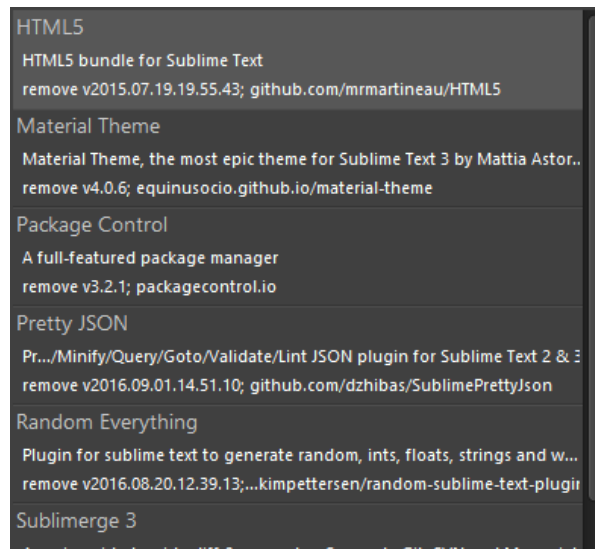 HTML5
HTML5 bundle for Sublime Text
remove v2015.07.19.19.55.43; github.com/mrmartineau/HTML5
Material Theme
Material Theme, the most epic theme for Sublime Text 3 by Mattia Astor..
remove v4.0.6; equinusocio.github.io/material-theme
Package Control
A full-featured package manager
remove v3.2.1; packagecontrol.io
Pretty JSON
Pr.../Minify/Query/Goto/Validate/Lint JSON plugin for Sublime Text 2 & 3
remove v2016.09.01.14.51.10; github.com/dzhibas/SublimePrettyJson
Random Everything
Plugin for sublime text to generate random, ints, floats, strings and w...
remove v2016.08.20.12.39.13;...kimpettersen/random-sublime-text-plugin
Sublimerge 3